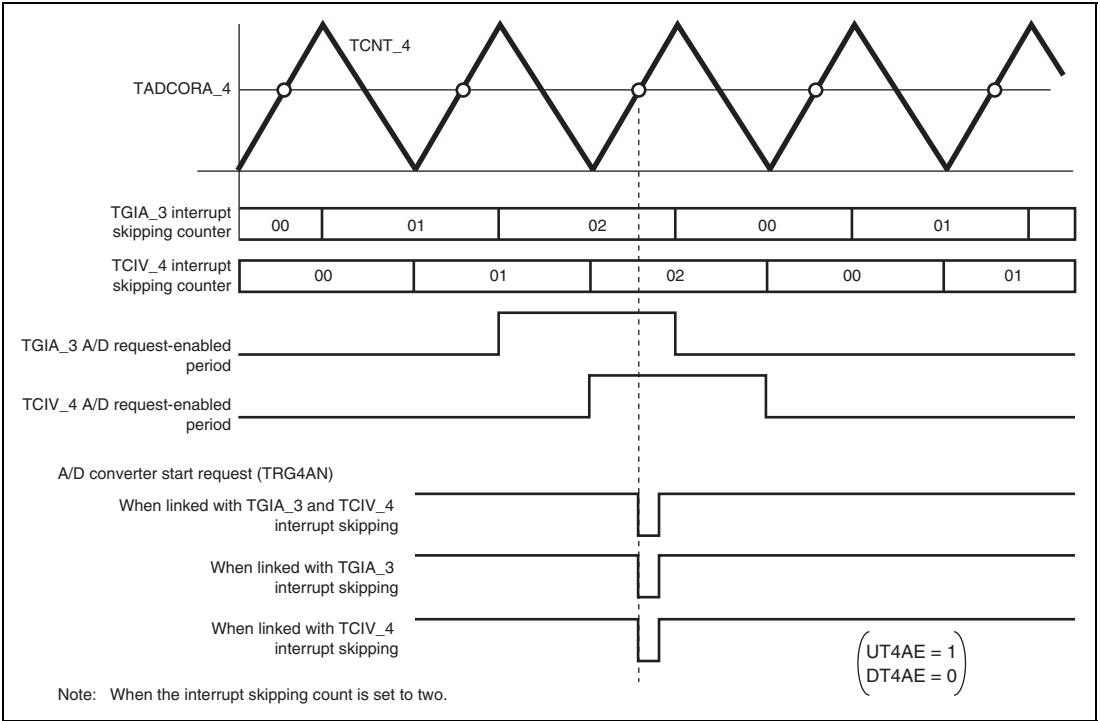 TCNT_4
TADCORA_4
TGIA_3 interrupt
skipping counter
00 01 02 00 01
TCIV_4 interrupt
skipping counter
00 01 02 00 01
TGIA_3 A/D request-enabled
period
TCIV_4 A/D request-enabled
period
A/D converter start request (TRG4AN)
When linked with TGIA_3 and TCIV_4
interrupt skipping
When linked with TGIA_3
interrupt skipping
When linked with TCIV_4
interrupt skipping
UT4AE = 1
DT4AE = 0
Note: When the interrupt skipping count is set to two.